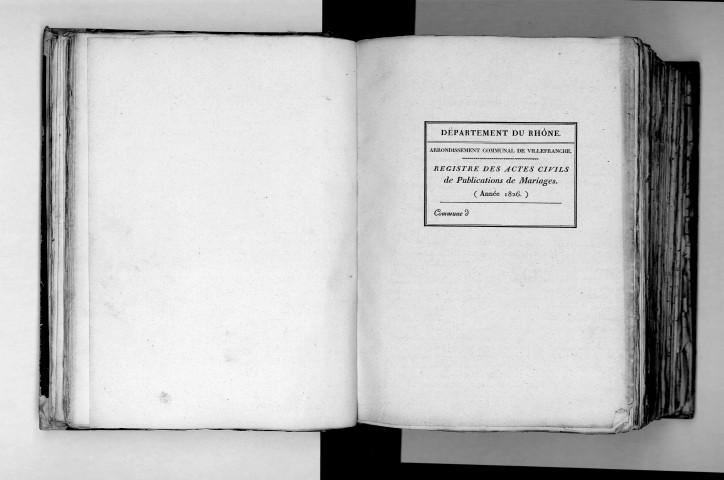 DÉPARTEMENT DU RHÔNE.
ARRONDISSEMENT COMMUNAL DE VILLEFRANCHE.
REGISTRE DES ACTES CIVILS
de Publications de Mariages.
( Année 1826. )
Commune d